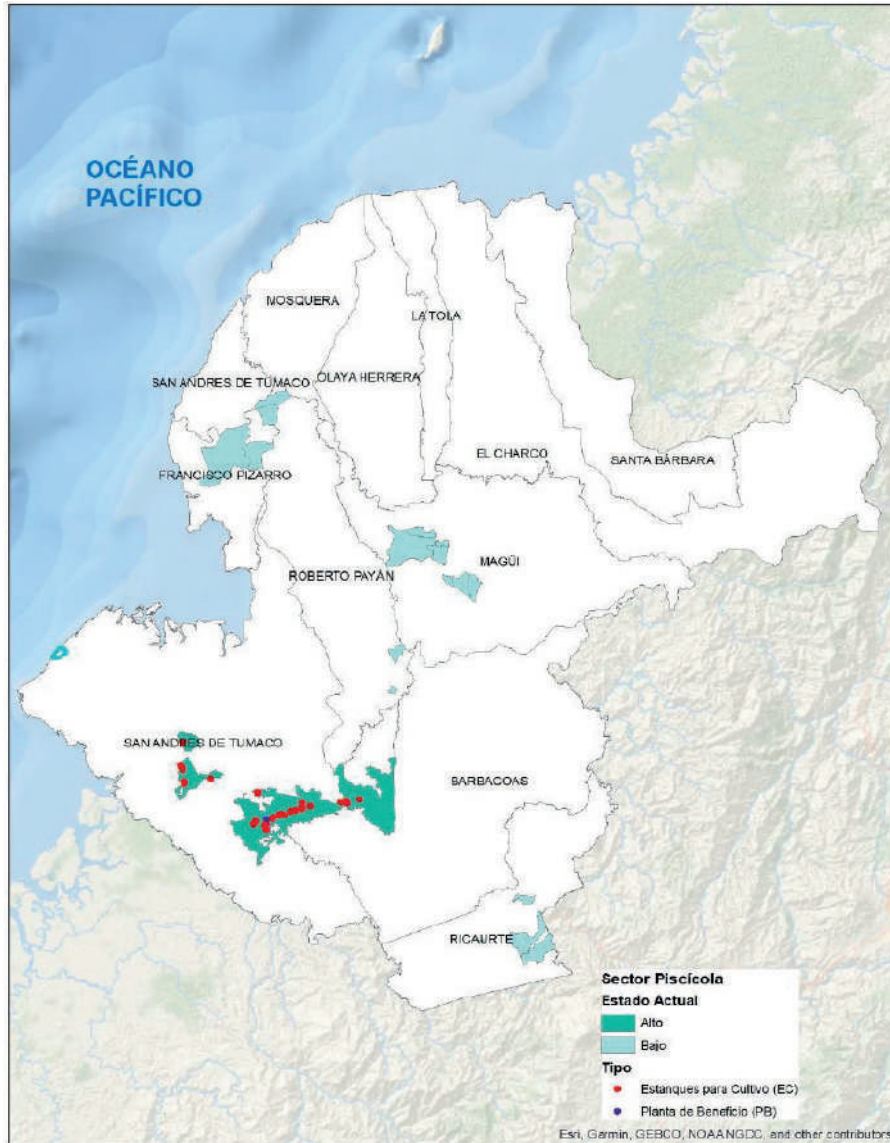 OCÉANO
PACÍFICO
MOSQUERA
LA TOLA
SAN ANDRES DE TUMACO
OLAYA HERRERA
EL CHARCO
SANTA BÁRBARA
FRANCISCO PIZARRO
MAGÜI
ROBERTO PAYÁN
SAN ANDRES DE TUMACO
BARBACOAS
RICAURTE
Sector Piscícola
Estado Actual
Alto
Bajo
Tipo
Estanques para Cultivo (EC)
Planta de Beneficio (PB)
Esri, Garmin, GEBCO, NOAA NGDC, and other contributors